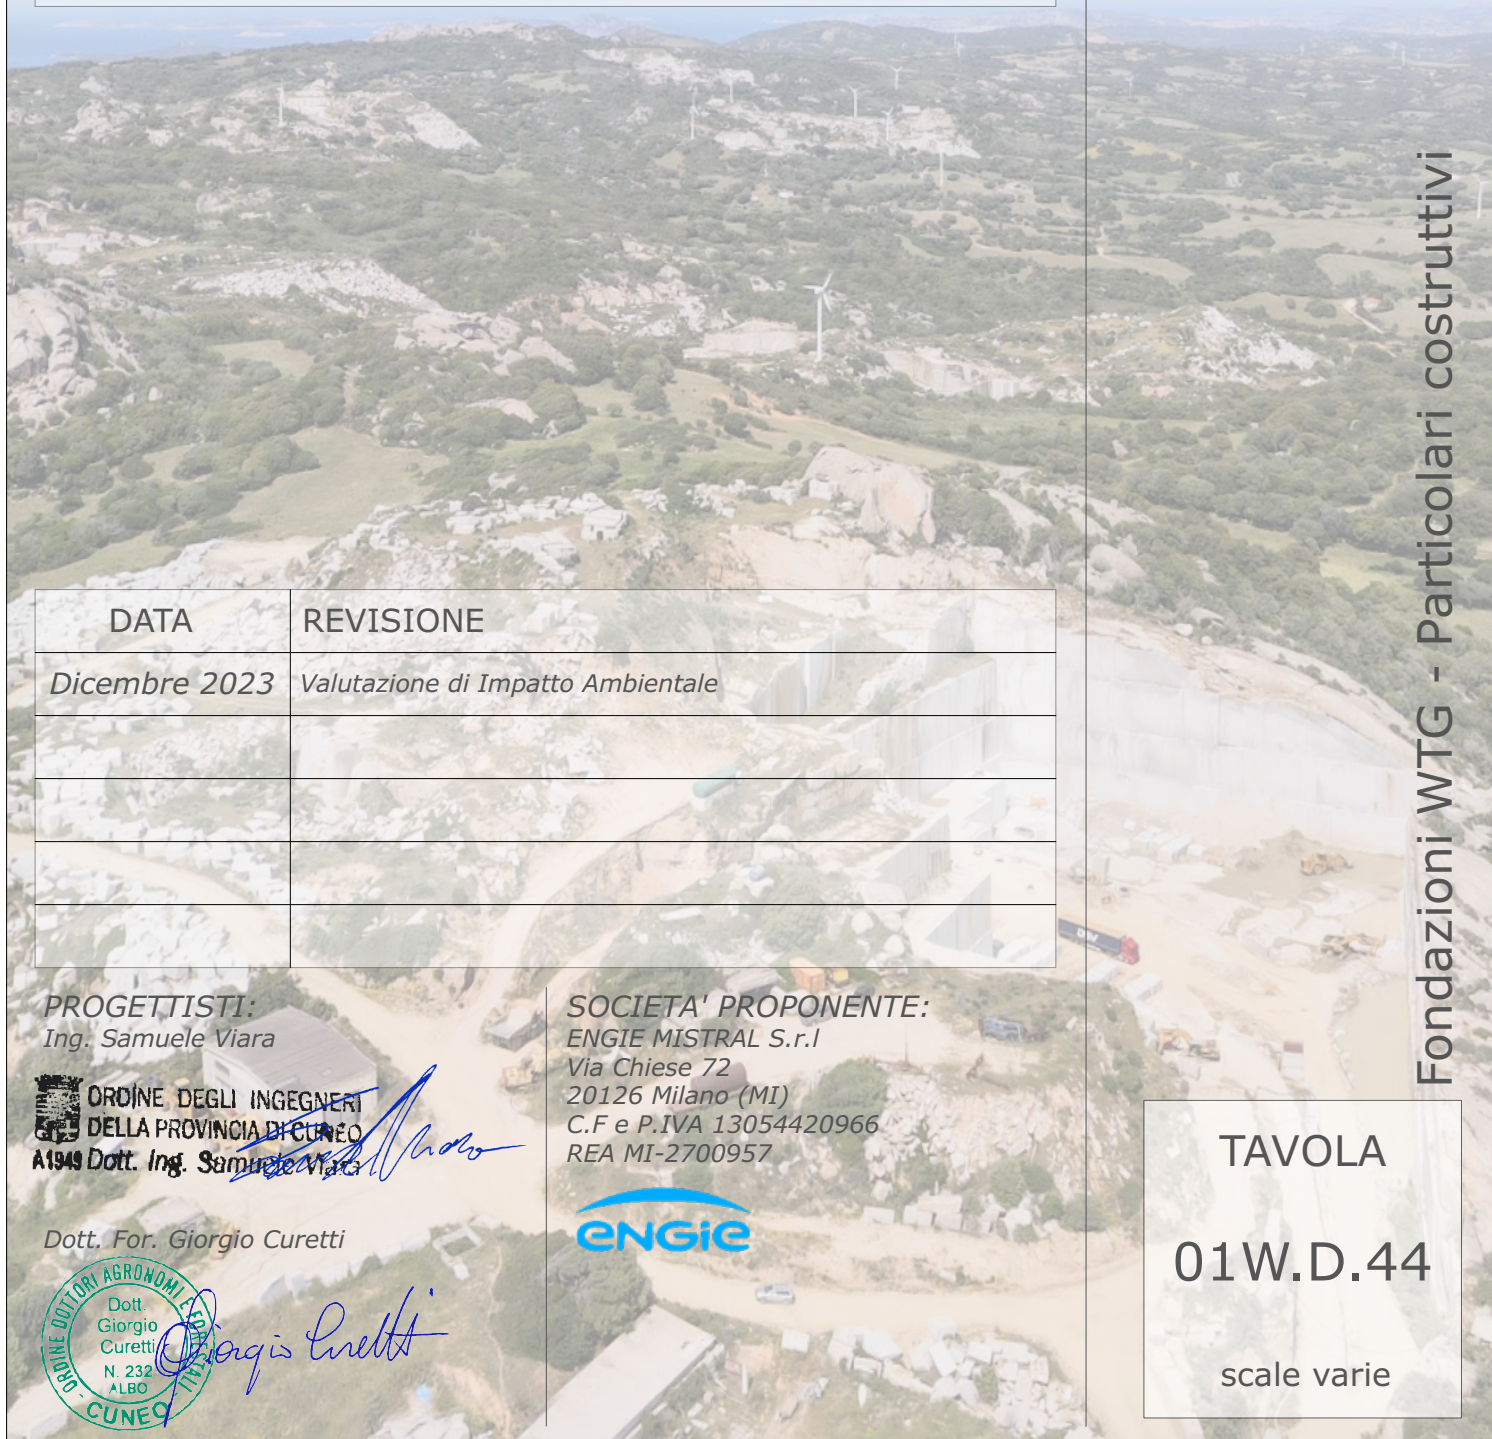 DATA REVISIONE
Dicembre 2023 Valutazione di Impatto Ambientale
PROGETTISTI:
Ing. Samuele Viara
ORDINE DEGLI INGEGNERI
DELLA PROVINCIA DI CUNEO
A1949 Dott. Ing. Samuele Viara
Dott. For. Giorgio Curetti
ORDINE DOTTORI AGRONOMI E FORESTALI
Dott.
Giorgio
Curetti
N. 232
ALBO
CUNEO
Giorgio Curetti
SOCIETA' PROPONENTE:
ENGIE MISTRAL S.r.l
Via Chiese 72
20126 Milano (MI)
C.F e P.IVA 13054420966
REA MI-2700957
ENGIE
Fondazioni WTG - Particolari costruttivi
TAVOLA
01W.D.44
scale varie